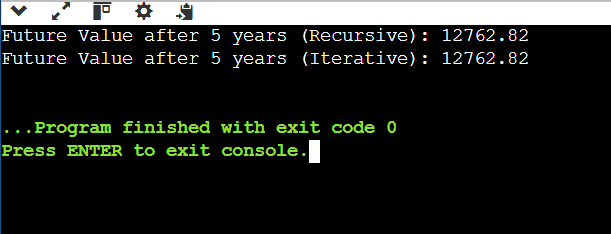 Future Value after 5 years (Recursive): 12762.82
Future Value after 5 years (Iterative): 12762.82
...Program finished with exit code 0
Press ENTER to exit console.